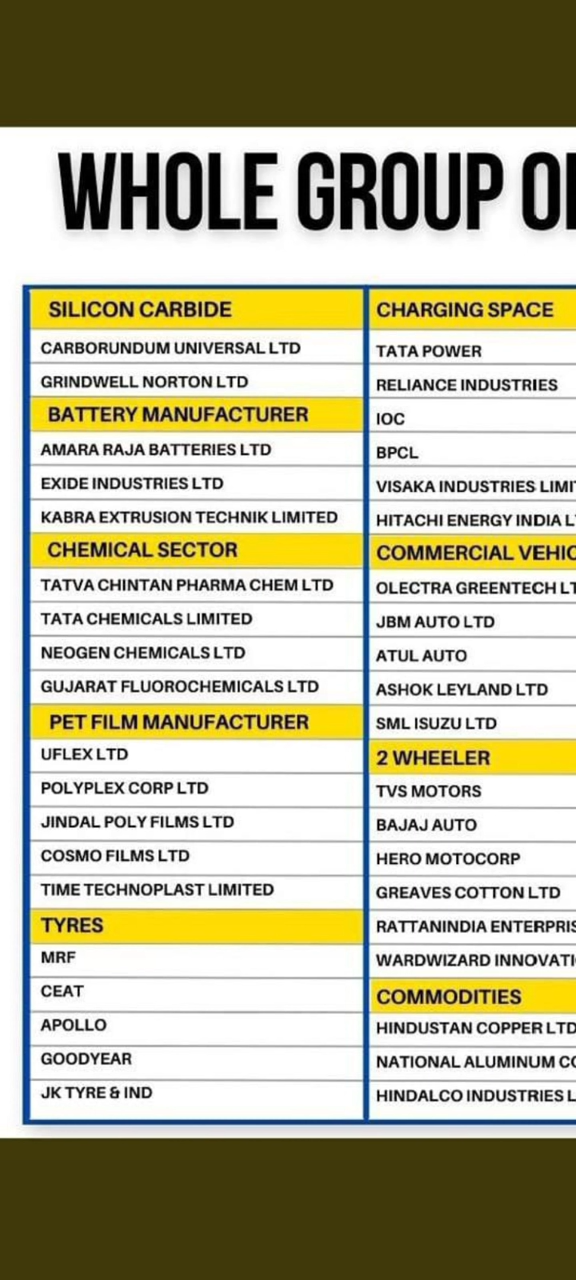 WHOLE GROUP
SILICON CARBIDE
CARBORUNDUM UNIVERSAL LTD
GRINDWELL NORTON LTD
BATTERY MANUFACTURER
AMARA RAJA BATTERIES LTD
EXIDE INDUSTRIES LTD
KABRA EXTRUSION TECHNIK LIMITED
CHEMICAL SECTOR
TATVA CHINTAN PHARMA CHEM LTD
TATA CHEMICALS LIMITED
NEOGEN CHEMICALS LTD
GUJARAT FLUOROCHEMICALS LTD
PET FILM MANUFACTURER
UFLEX LTD
POLYPLEX CORP LTD
JINDAL POLY FILMS LTD
COSMO FILMS LTD
TIME TECHNOPLAST LIMITED
TYRES
MRF
CEAT
APOLLO
GOODYEAR
JK TYRE & IND
CHARGING SPACE
TATA POWER
RELIANCE INDUSTRIES
IOC
BPCL
VISAKA INDUSTRIES
HITACHI ENERGY INDIA
COMMERCIAL
OLECTRA GREENTECH
JBM AUTO LTD
ATUL AUTO
ASHOK LEYLAND LTD
SML ISUZU LTD
2 WHEELER
TVS MOTORS
BAJAJ AUTO
HERO MOTOCORP
GREAVES COTTON LTD
RATTANINDIA
WARDWIZARD
COMMODITIES
HINDUSTAN COPPER LTD
NATIONAL ALUMINUM
HINDALCO INDUSTRIES